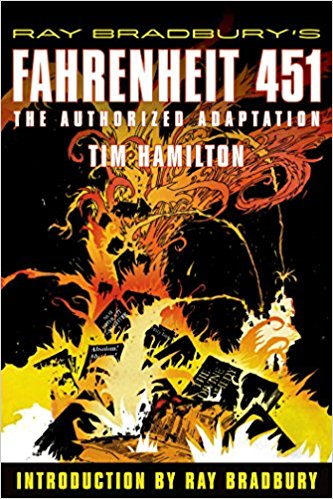 RAY BRADBURY'S
FAHRENHEIT 451
THE AUTHORIZED ADAPTATION
TIM HAMILTON
INTRODUCTION BY RAY BRADBURY